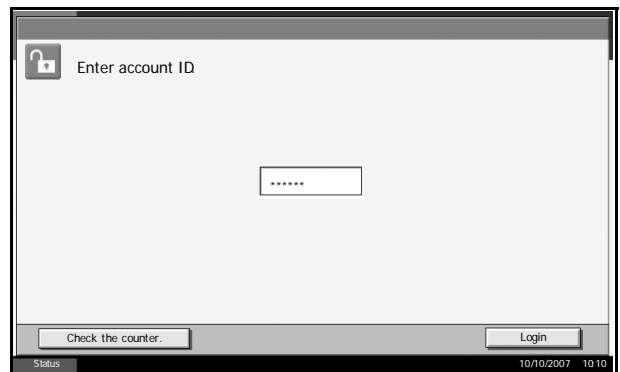 Enter account ID.
******
Check the counter.
Login
Status
10/10/2007 10:10